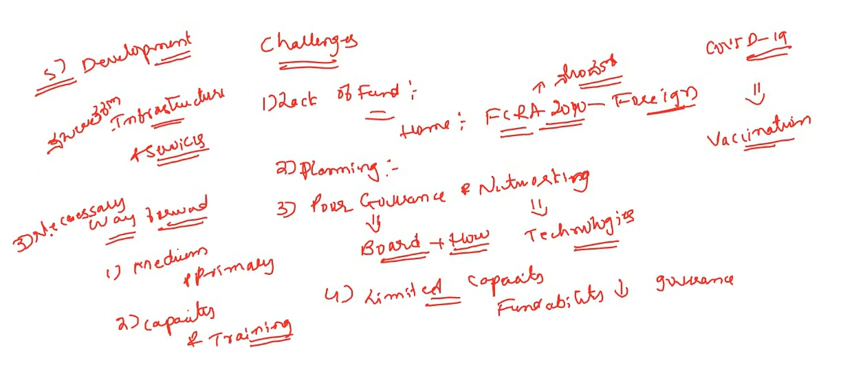 5) Development
Infrastructure
& Services
3) Necessary
Way forward
1) Medium
& Primary
2) Capacity
& Training
Challenges
1) Lack of Fund :-
Home :- FCRA 2010 - Foreign
2) Planning :-
3) Poor Governance & Networking
Board + How
Technologies
4) Limited Capacity
Fundability ↓ governance
COVID-19
Vaccination